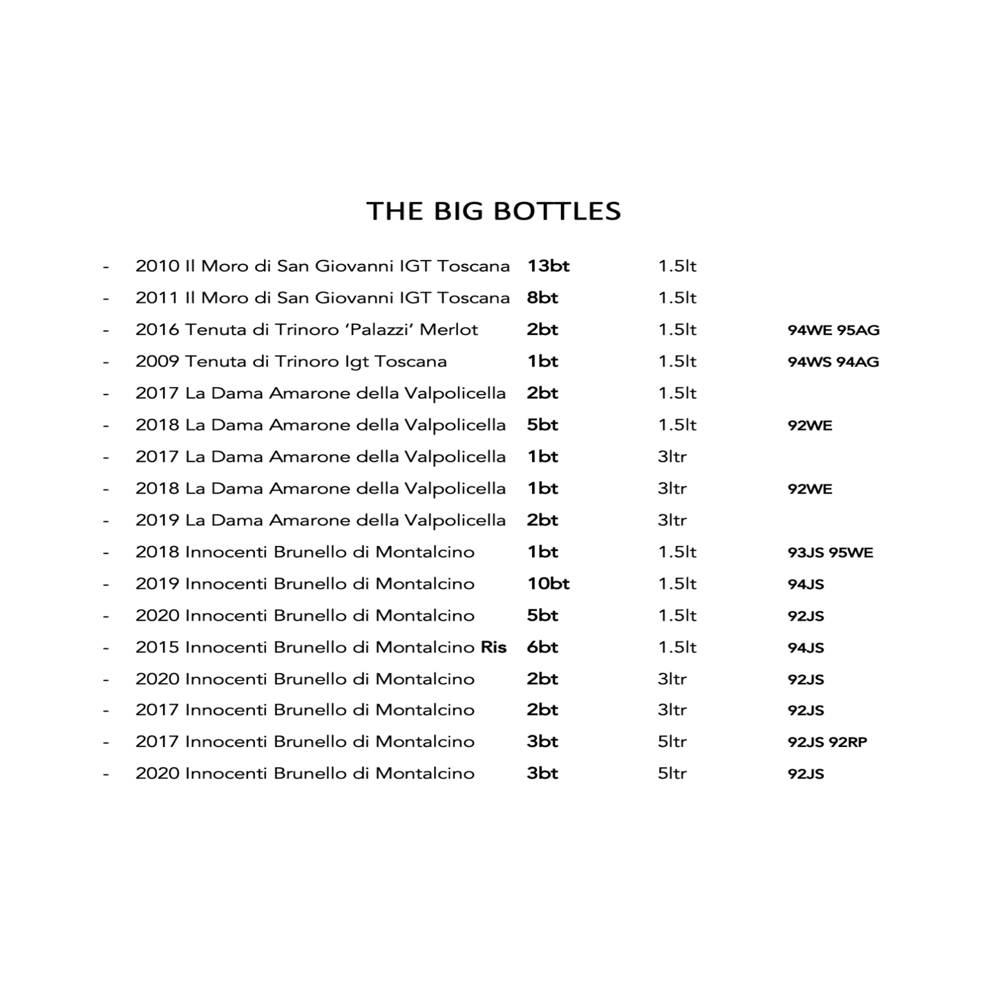 THE BIG BOTTLES
- 2010 Il Moro di San Giovanni IGT Toscana 13bt 1.5lt
- 2011 Il Moro di San Giovanni IGT Toscana 8bt 1.5lt
- 2016 Tenuta di Trinoro ‘Palazzi’ Merlot 2bt 1.5lt 94WE 95AG
- 2009 Tenuta di Trinoro Igt Toscana 1bt 1.5lt 94WS 94AG
- 2017 La Dama Amarone della Valpolicella 2bt 1.5lt
- 2018 La Dama Amarone della Valpolicella 5bt 1.5lt 92WE
- 2017 La Dama Amarone della Valpolicella 1bt 3ltr
- 2018 La Dama Amarone della Valpolicella 1bt 3ltr 92WE
- 2019 La Dama Amarone della Valpolicella 2bt 3ltr
- 2018 Innocenti Brunello di Montalcino 1bt 1.5lt 93JS 95WE
- 2019 Innocenti Brunello di Montalcino 10bt 1.5lt 94JS
- 2020 Innocenti Brunello di Montalcino 5bt 1.5lt 92JS
- 2015 Innocenti Brunello di Montalcino Ris 6bt 1.5lt 94JS
- 2020 Innocenti Brunello di Montalcino 2bt 3ltr 92JS
- 2017 Innocenti Brunello di Montalcino 2bt 3ltr 92JS
- 2017 Innocenti Brunello di Montalcino 3bt 5ltr 92JS 92RP
- 2020 Innocenti Brunello di Montalcino 3bt 5ltr 92JS